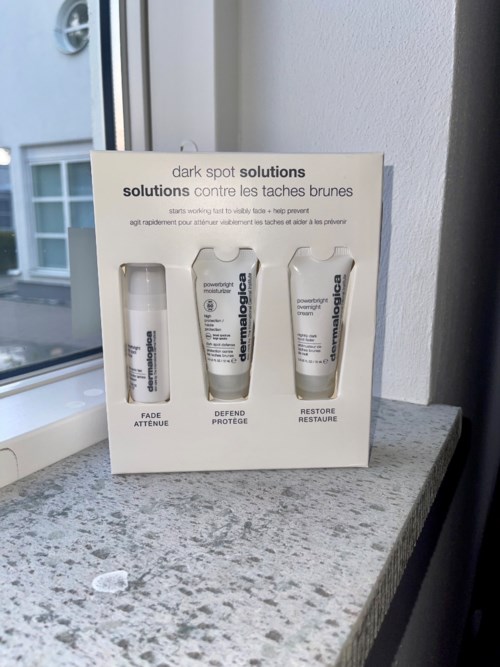 dark spot solutions
solutions contre les taches brunes
starts working fast to visibly fade + help prevent
agit rapidement pour atténuer visiblement les taches et aider à les prévenir
dermalogica
powerbright
moisturizer
50
dermalogica
powerbright
overnight
cream
dermalogica
FADE
ATTÉNUE
DEFEND
PROTÈGE
RESTORE
RESTAURE